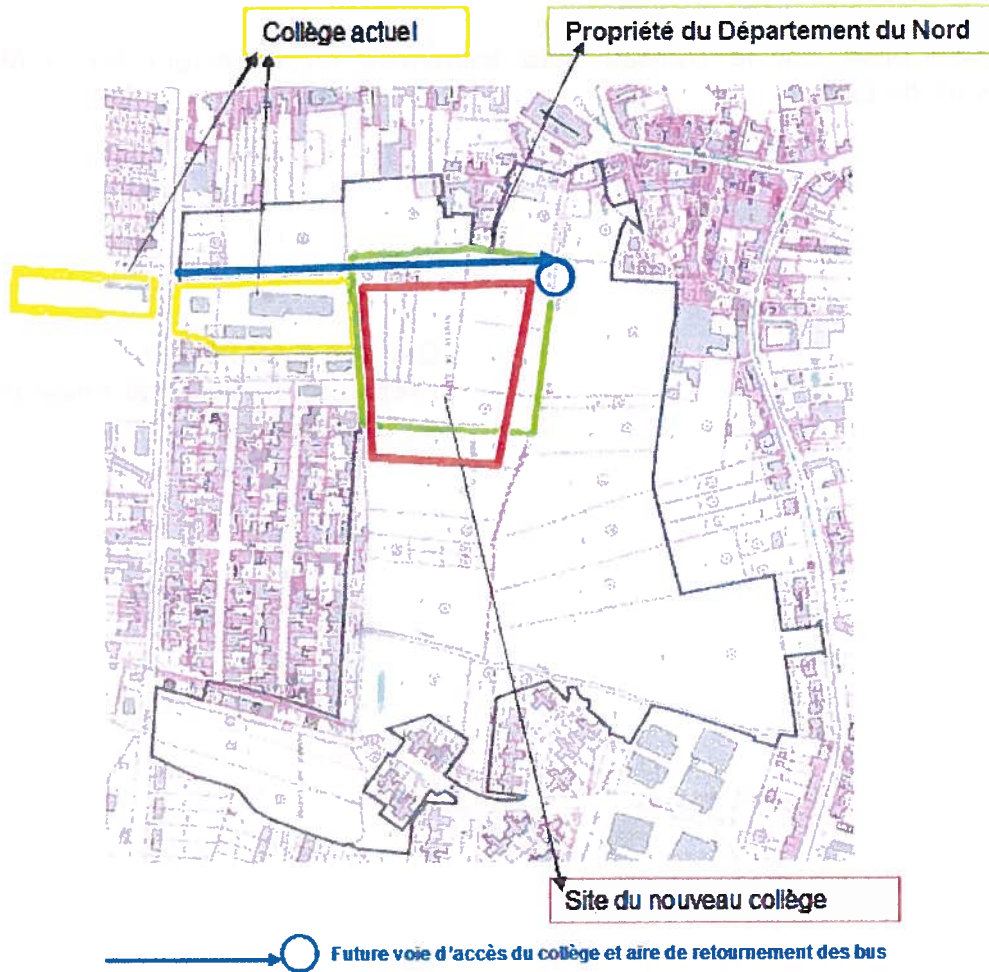 Collège actuel
Propriété du Département du Nord
Site du nouveau collège
Future voie d'accès du collège et aire de retournement des bus